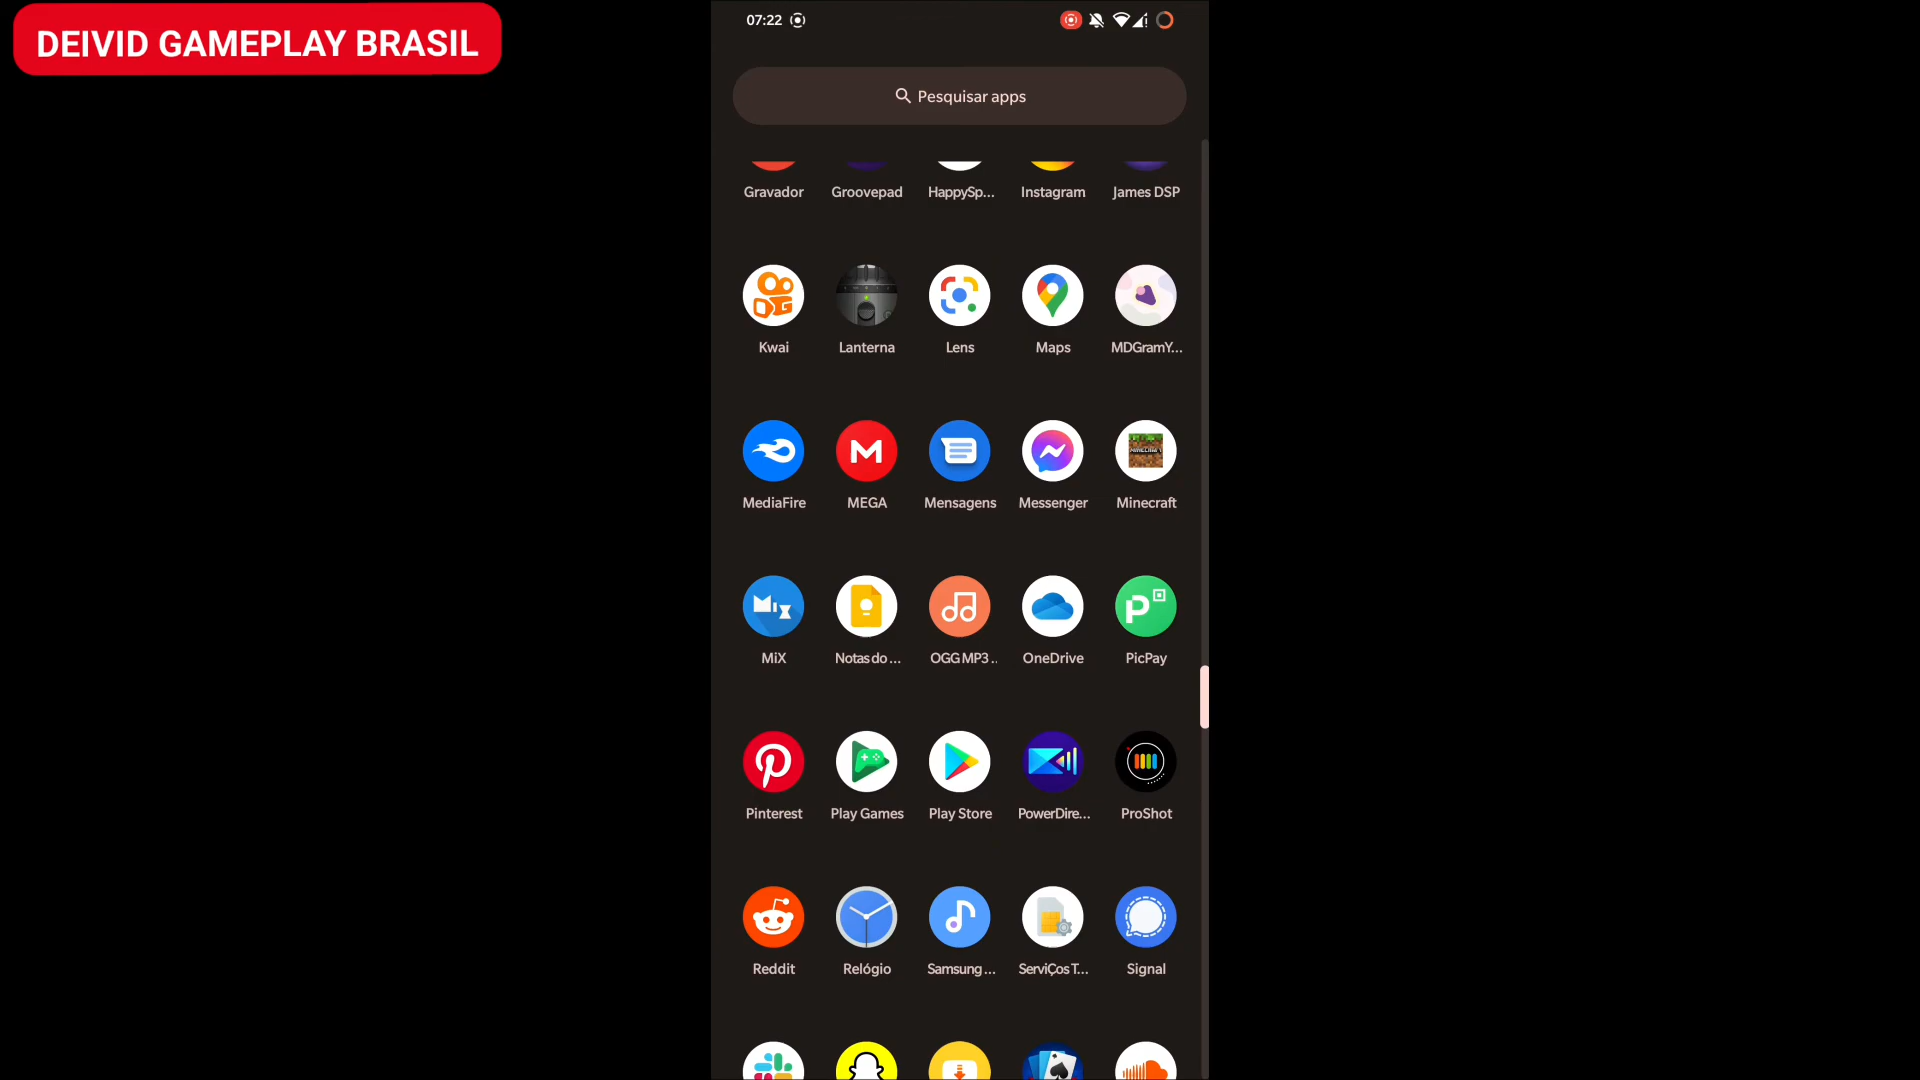 DEIVID GAMEPLAY BRASIL
07:22
Pesquisar apps
Gravador Groovepad HappySp... Instagram James DSP
Kwai Lanterna Lens Maps MDGramY...
MediaFire MEGA Mensagens Messenger Minecraft
MiX Notas do ... OGG MP3 .. OneDrive PicPay
Pinterest Play Games Play Store PowerDire... ProShot
Reddit Relógio Samsung ... ServiÇos T... Signal